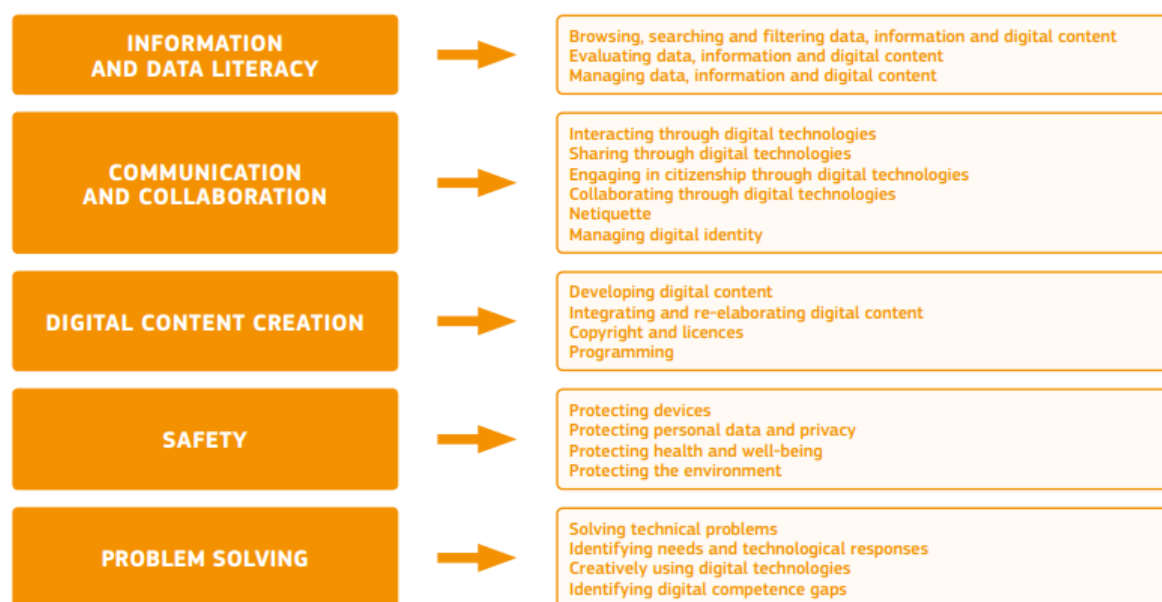 INFORMATION
AND DATA LITERACY
Browsing, searching and filtering data, information and digital content
Evaluating data, information and digital content
Managing data, information and digital content
COMMUNICATION
AND COLLABORATION
Interacting through digital technologies
Sharing through digital technologies
Engaging in citizenship through digital technologies
Collaborating through digital technologies
Netiquette
Managing digital identity
DIGITAL CONTENT CREATION
Developing digital content
Integrating and re-elaborating digital content
Copyright and licences
Programming
SAFETY
Protecting devices
Protecting personal data and privacy
Protecting health and well-being
Protecting the environment
PROBLEM SOLVING
Solving technical problems
Identifying needs and technological responses
Creatively using digital technologies
Identifying digital competence gaps